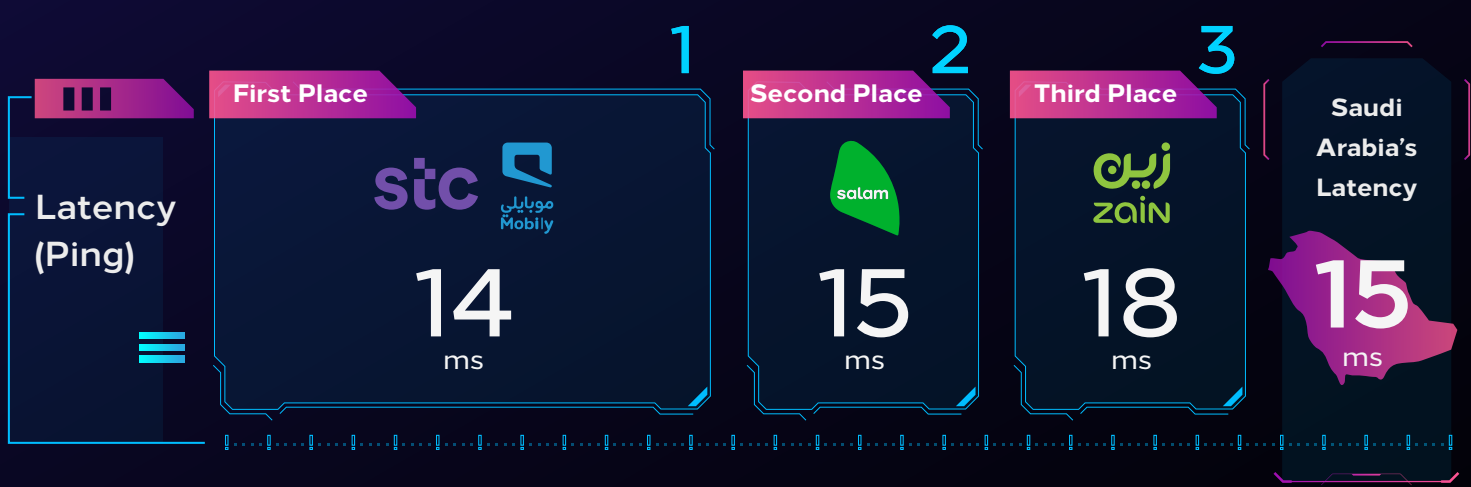 Latency
(Ping)
1
First Place
stc
موبايلي
Mobily
14
ms
2
Second Place
salam
15
ms
3
Third Place
زين
zain
18
ms
Saudi
Arabia’s
Latency
15
ms